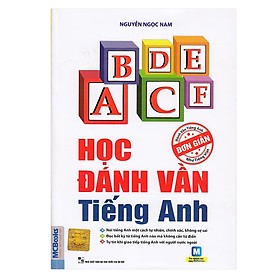 NGUYỄN NGỌC NAM
B D E
A C F
ĐƠN GIẢN
HỌC
ĐÁNH VẦN
Tiếng Anh
Nói tiếng Anh một cách tự nhiên, chính xác, không sợ sai
Đọc bất kỳ từ tiếng Anh nào mà không cần từ điển
Tự tin khi giao tiếp tiếng Anh với người nước ngoài
MCBooks